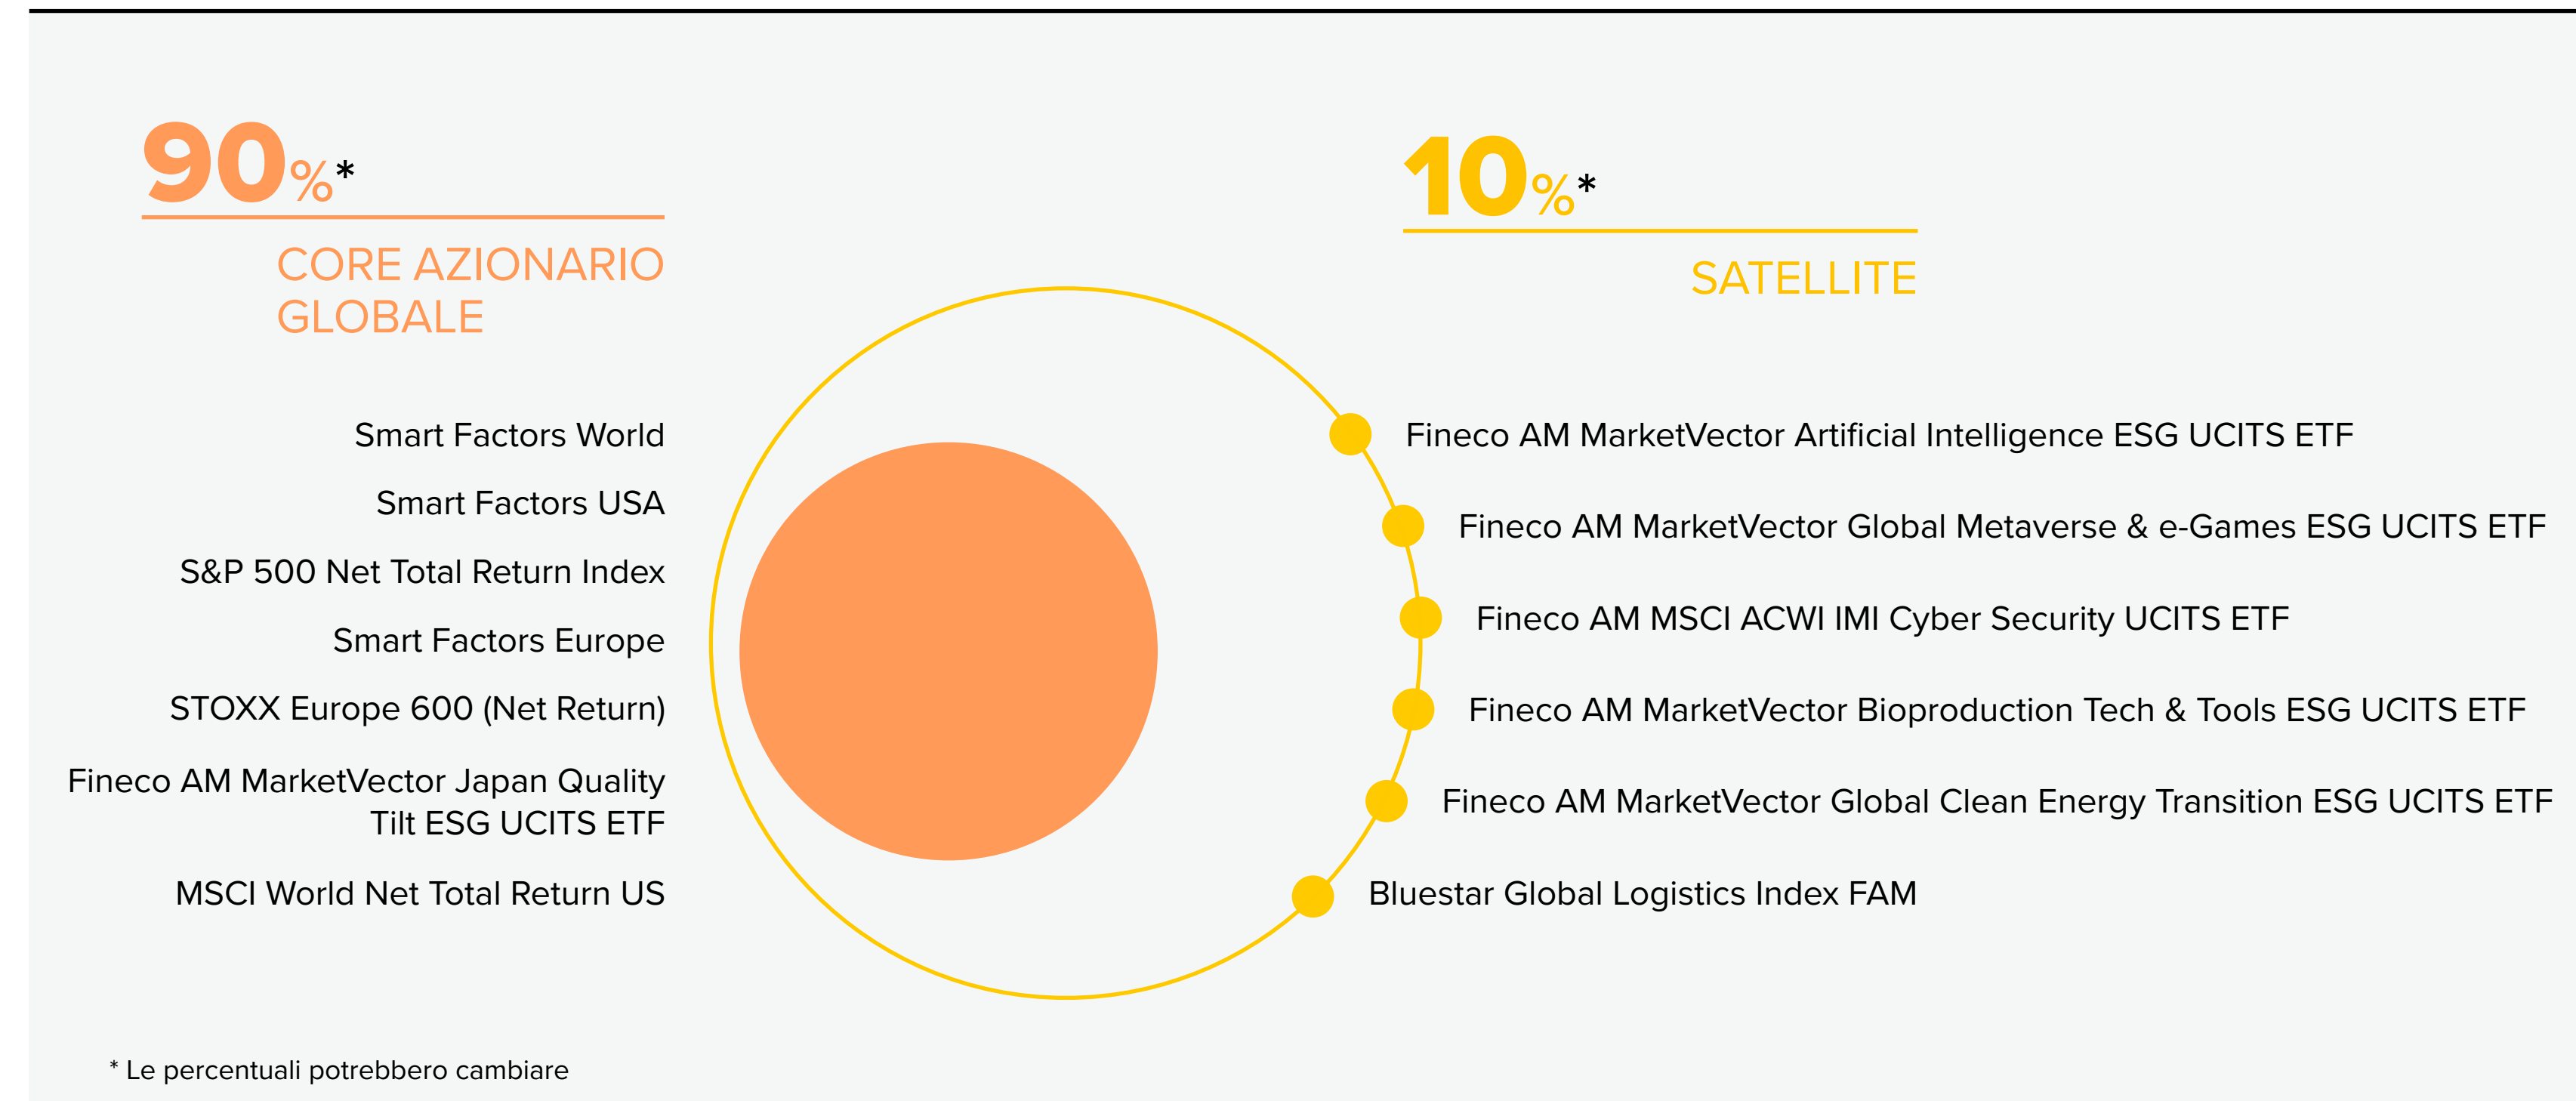 90%*
CORE AZIONARIO
GLOBALE
Smart Factors World
Smart Factors USA
S&P 500 Net Total Return Index
Smart Factors Europe
STOXX Europe 600 (Net Return)
Fineco AM MarketVector Japan Quality
Tilt ESG UCITS ETF
MSCI World Net Total Return US
10%*
SATELLITE
Fineco AM MarketVector Artificial Intelligence ESG UCITS ETF
Fineco AM MarketVector Global Metaverse & e-Games ESG UCITS ETF
Fineco AM MSCI ACWI IMI Cyber Security UCITS ETF
Fineco AM MarketVector Bioproduction Tech & Tools ESG UCITS ETF
Fineco AM MarketVector Global Clean Energy Transition ESG UCITS ETF
Bluestar Global Logistics Index FAM
* Le percentuali potrebbero cambiare